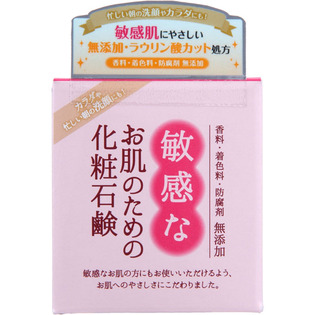 忙しい朝の洗顔やカラダにも!
敏感肌にやさしい
無添加・ラウリン酸カット処方
香料・着色料・防腐剤 無添加
カラダや
忙しい朝の洗顔にも!
香料・着色料・防腐剤 無添加
敏感な
お肌のための
化粧石鹸
敏感なお肌の方にもお使いいただけるよう、
お肌へのやさしさにこだわりました。